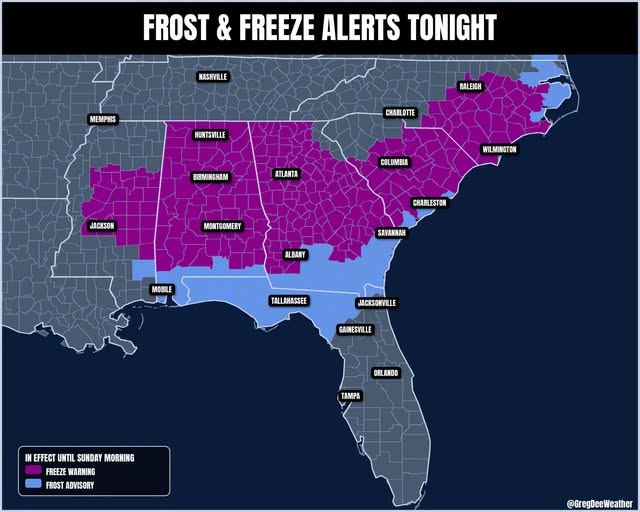 FROST & FREEZE ALERTS TONIGHT
NASHVILLE
RALEIGH
MEMPHIS
CHARLOTTE
HUNTSVILLE
WILMINGTON
COLUMBIA
ATLANTA
BIRMINGHAM
CHARLESTON
JACKSON
MONTGOMERY
SAVANNAH
ALBANY
MOBILE
TALLAHASSEE
JACKSONVILLE
GAINESVILLE
ORLANDO
TAMPA
IN EFFECT UNTIL SUNDAY MORNING
FREEZE WARNING
FROST ADVISORY
@GregDeeWeather